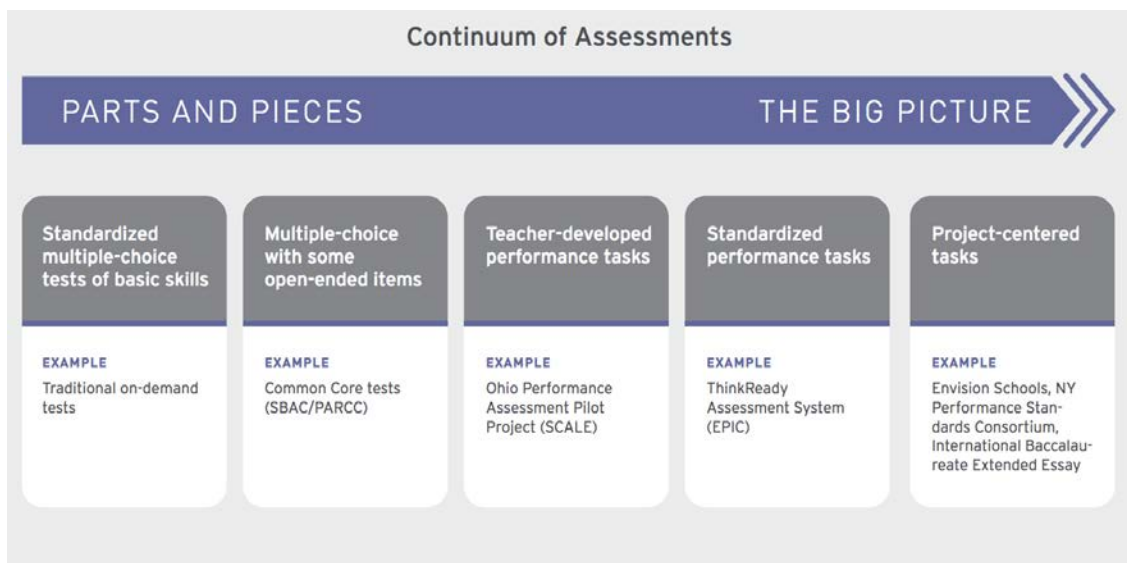 Continuum of Assessments
PARTS AND PIECES
THE BIG PICTURE
Standardized
multiple-choice
tests of basic skills
EXAMPLE
Traditional on-demand
tests
Multiple-choice
with some
open-ended items
EXAMPLE
Common Core tests
(SBAC/PARCC)
Teacher-developed
performance tasks
EXAMPLE
Ohio Performance
Assessment Pilot
Project (SCALE)
Standardized
performance tasks
EXAMPLE
ThinkReady
Assessment System
(EPIC)
Project-centered
tasks
EXAMPLE
Envision Schools, NY
Performance Stan-
dards Consortium,
International Baccalau-
reate Extended Essay